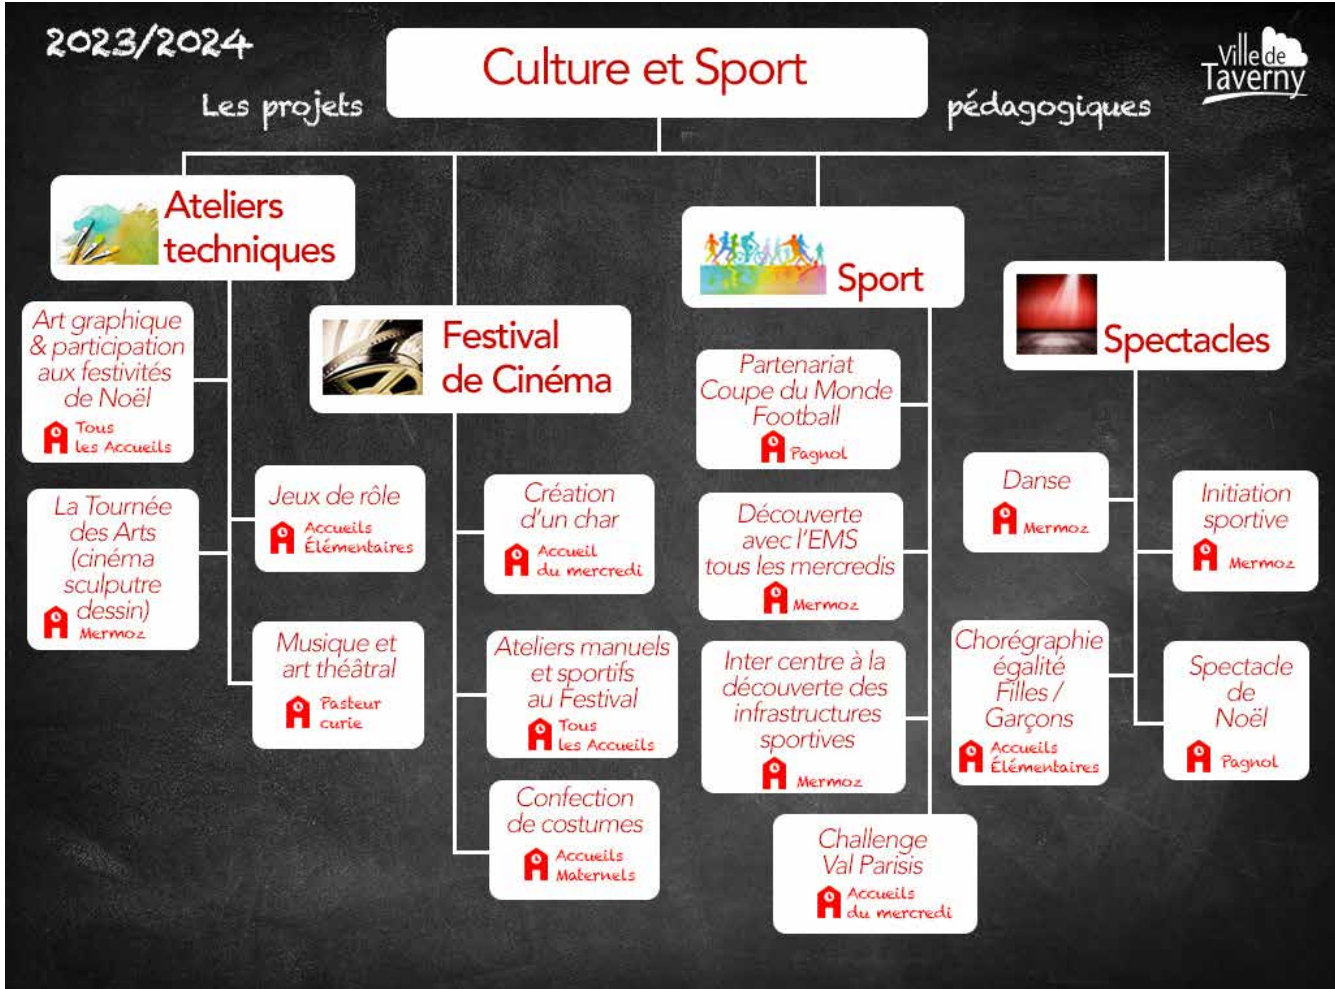 2023/2024
Culture et Sport
Ville de
Taverny
Les projets
pédagogiques
Ateliers
techniques
Art graphique
& participation
aux festivités
de Noël
Tous
les Accueils
La Tournée
des Arts
(cinéma
sculputre
dessin)
Mermoz
Jeux de rôle
Accueils
Élémentaires
Musique et
art théâtral
Pasteur
curie
Festival
de Cinéma
Création
d'un char
Accueil
du mercredi
Ateliers manuels
et sportifs
au Festival
Tous
les Accueils
Confection
de costumes
Accueils
Maternels
Sport
Partenariat
Coupe du Monde
Football
Pagnol
Découverte
avec l'EMS
tous les mercredis
Mermoz
Inter centre à la
découverte des
infrastructures
sportives
Mermoz
Challenge
Val Parisis
Accueils
du mercredi
Spectacles
Danse
Mermoz
Initiation
sportive
Mermoz
Chorégraphie
égalité
Filles /
Garçons
Accueils
Élémentaires
Spectacle
de
Noël
Pagnol